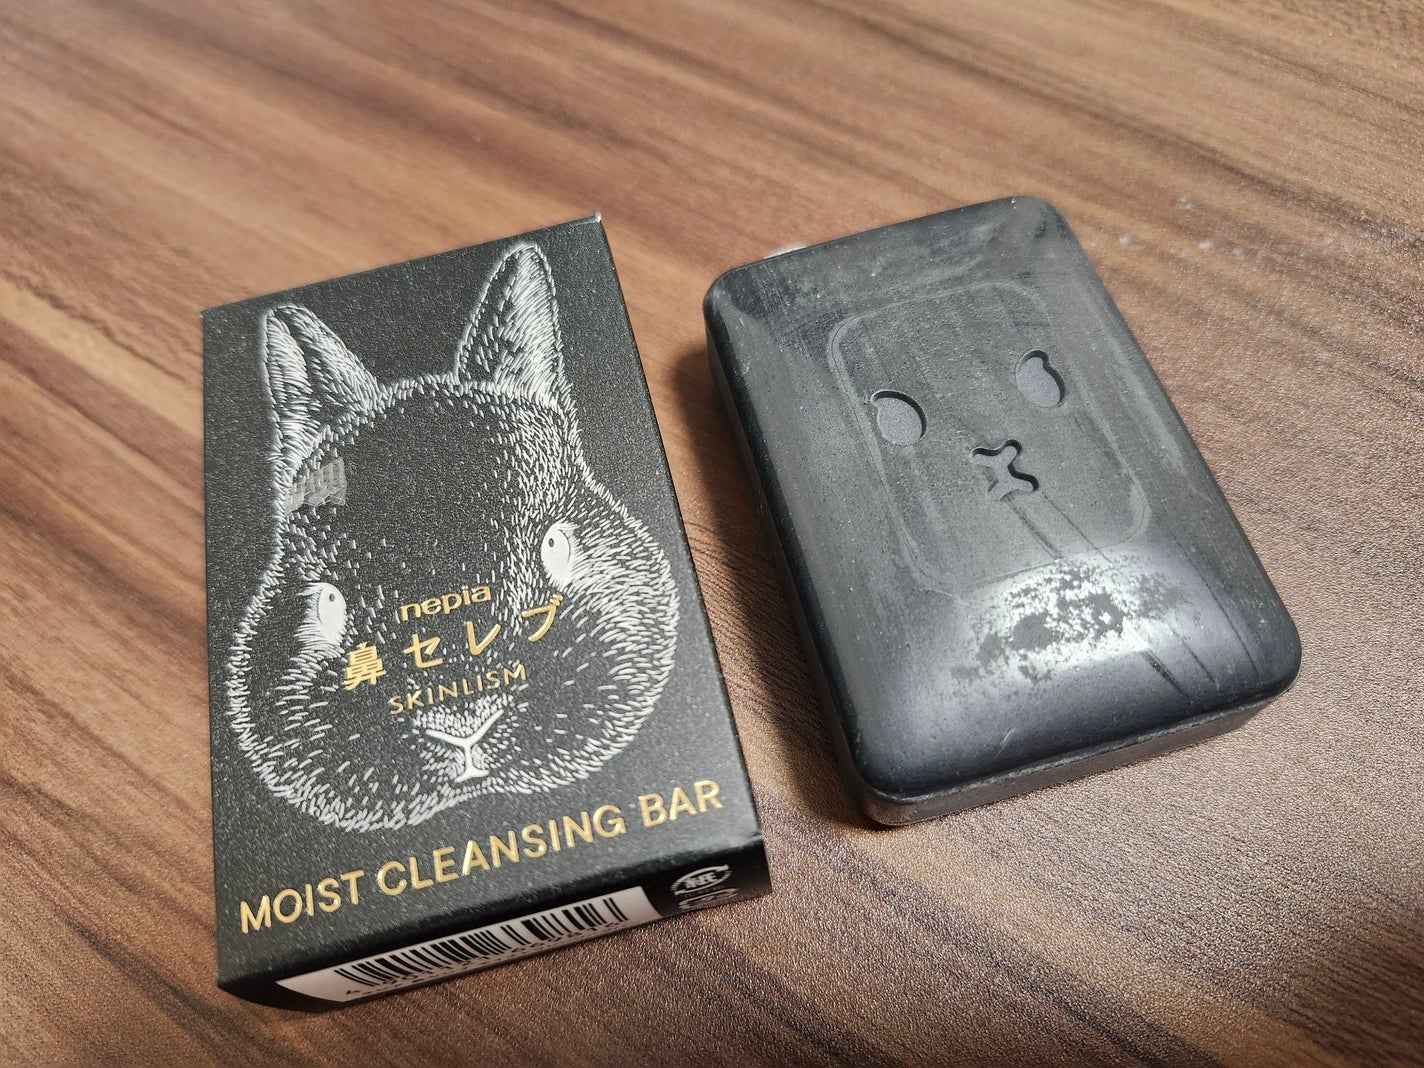 nepia
鼻セレブ
SKINLISM
MOIST CLEANSING BAR